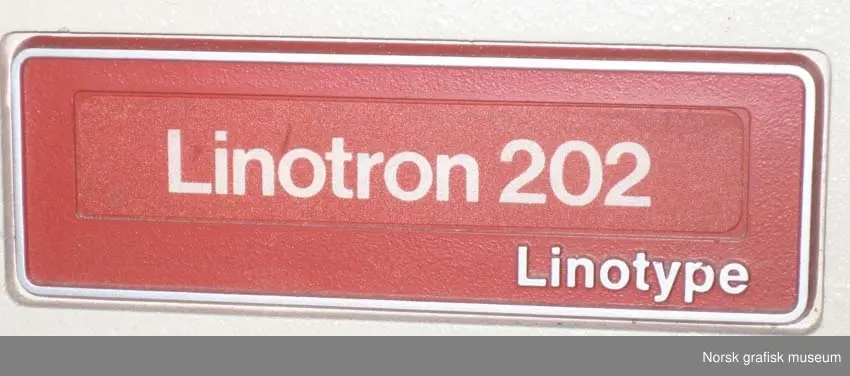 Linotron 202
Linotype
Norsk grafisk museum